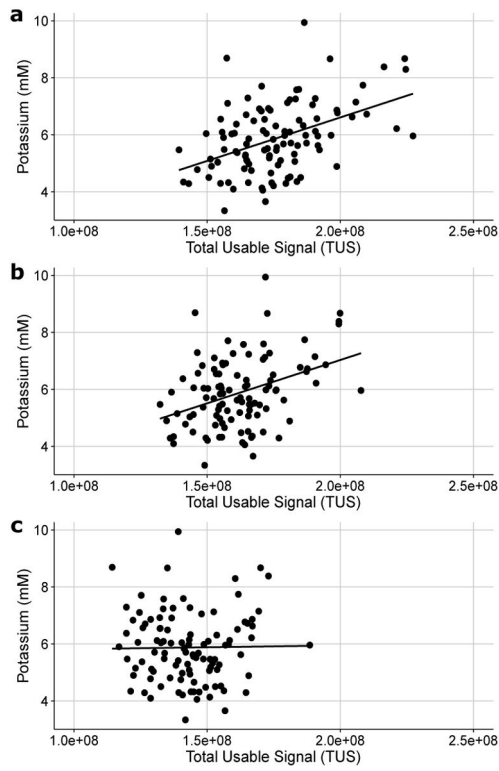 a
10
8
6
4
Potassium (mM)
1.0e+08 1.5e+08 2.0e+08 2.5e+08
Total Usable Signal (TUS)
b
10
8
6
4
Potassium (mM)
1.0e+08 1.5e+08 2.0e+08 2.5e+08
Total Usable Signal (TUS)
c
10
8
6
4
Potassium (mM)
1.0e+08 1.5e+08 2.0e+08 2.5e+08
Total Usable Signal (TUS)